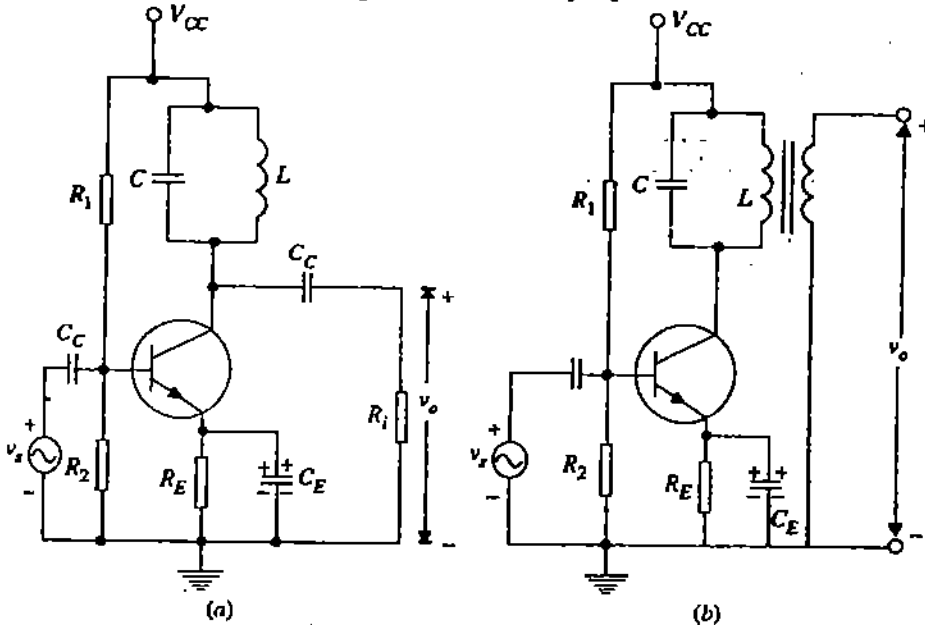 V_CC
C
L
R_1
C_C
C_C
v_s
R_2
R_E
C_E
R_i
v_o
+
−
+
−
(a)
V_CC
C
L
R_1
v_s
R_2
R_E
C_E
v_o
+
−
+
−
(b)